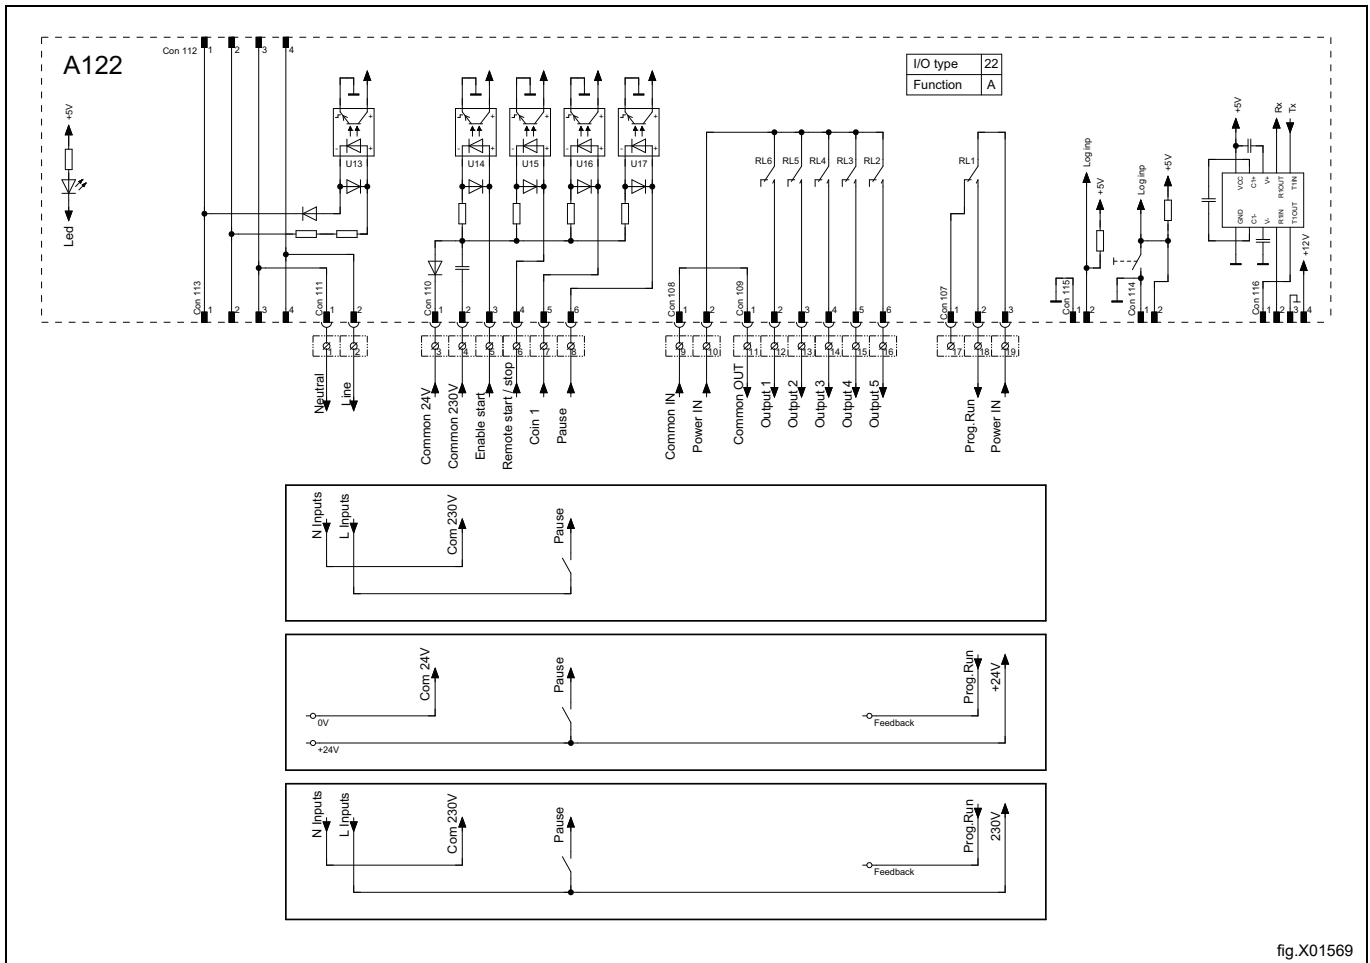 A122
Con 112
1 2 3 4
I/O type 22
Function A
+5V
Led
U13 U14 U15 U16 U17
RL6 RL5 RL4 RL3 RL2
RL1
Log inp
+5V
Log inp
+5V
+5V
Rx
Tx
VCC C1+ V+ R1OUT T1IN
GND C1- V- R1IN T1OUT
+12V
Con 113
1 2 3 4
Con 111
1 2
Con 110
1 2 3 4 5 6
Con 108
1 2
Con 109
1 2 3 4 5 6
Con 107
1 2 3
Con 115
1 2
Con 114
1 2
Con 116
1 2 3 4
1 2 3 4 5 6 7 8 9 10 11 12 13 14 15 16 17 18 19
Neutral
Line
Common 24V
Common 230V
Enable start
Remote start / stop
Coin 1
Pause
Common IN
Power IN
Common OUT
Output 1
Output 2
Output 3
Output 4
Output 5
Prog.Run
Power IN
N Inputs
L Inputs
Com 230V
Pause
Com 24V
Pause
Prog.Run
+24V
0V
Feedback
+24V
N Inputs
L Inputs
Com 230V
Pause
Prog.Run
230V
Feedback
fig.X01569